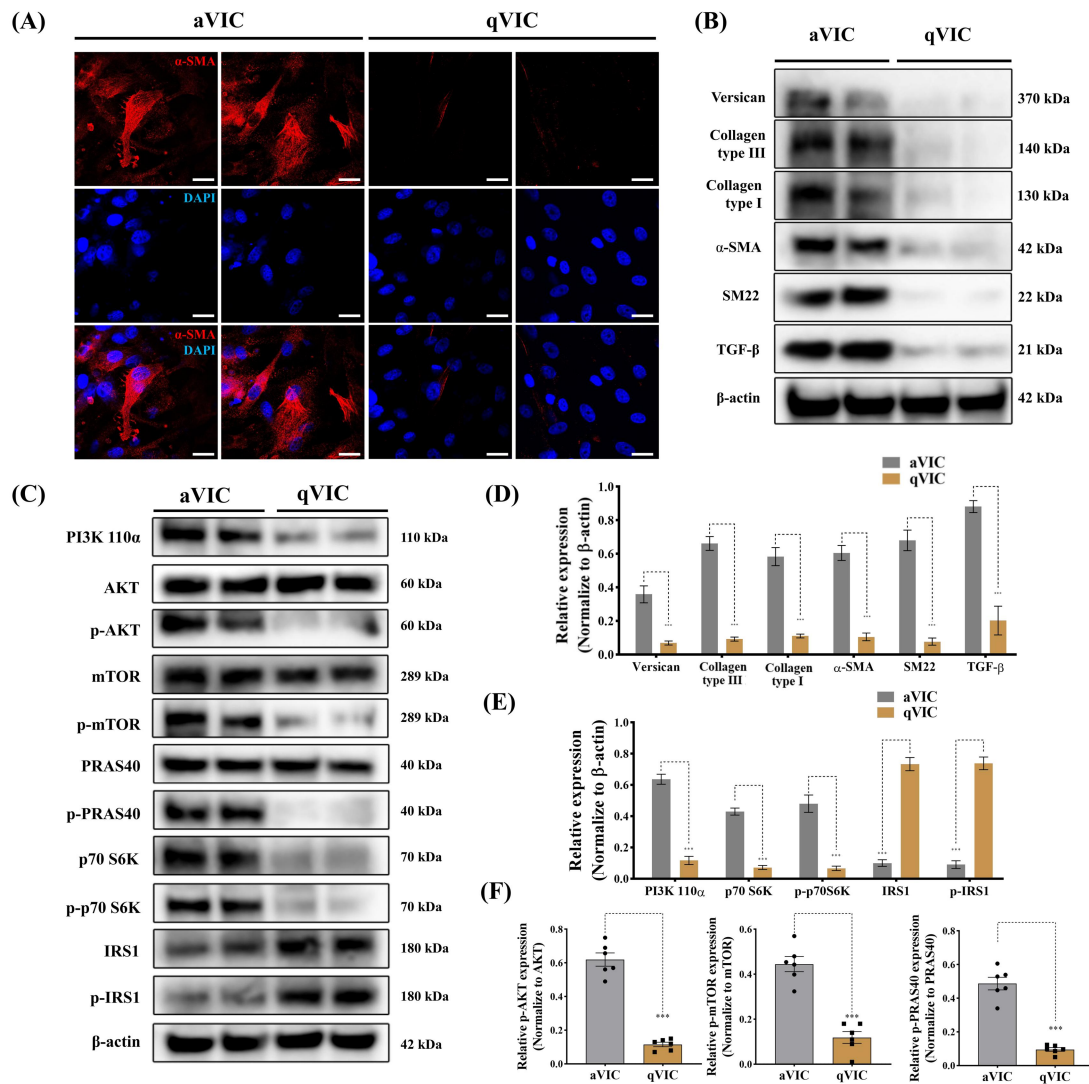 (A)
aVIC
qVIC
α-SMA
DAPI
α-SMA
DAPI
(B)
aVIC
qVIC
Versican
370 kDa
Collagen
type III
140 kDa
Collagen
type I
130 kDa
α-SMA
42 kDa
SM22
22 kDa
TGF-β
21 kDa
β-actin
42 kDa
(C)
aVIC
qVIC
PI3K 110α
110 kDa
AKT
60 kDa
p-AKT
60 kDa
mTOR
289 kDa
p-mTOR
289 kDa
PRAS40
40 kDa
p-PRAS40
40 kDa
p70 S6K
70 kDa
p-p70 S6K
70 kDa
IRS1
180 kDa
p-IRS1
180 kDa
β-actin
42 kDa
(D)
aVIC
qVIC
Relative expression
(Normalize to β-actin)
1.0
0.8
0.6
0.4
0.2
0.0
***
***
***
***
***
***
Versican
Collagen
type III
Collagen
type I
α-SMA
SM22
TGF-β
(E)
aVIC
qVIC
Relative expression
(Normalize to β-actin)
1.0
0.8
0.6
0.4
0.2
0.0
***
***
***
***
***
PI3K 110α
p70 S6K
p-p70S6K
IRS1
p-IRS1
(F)
Relative p-AKT expression
(Normalize to AKT)
0.8
0.6
0.4
0.2
0.0
***
aVIC
qVIC
Relative p-mTOR expression
(Normalize to mTOR)
0.6
0.4
0.2
0.0
***
aVIC
qVIC
Relative p-PRAS40 expression
(Normalize to PRAS40)
0.8
0.6
0.4
0.2
0.0
***
aVIC
qVIC